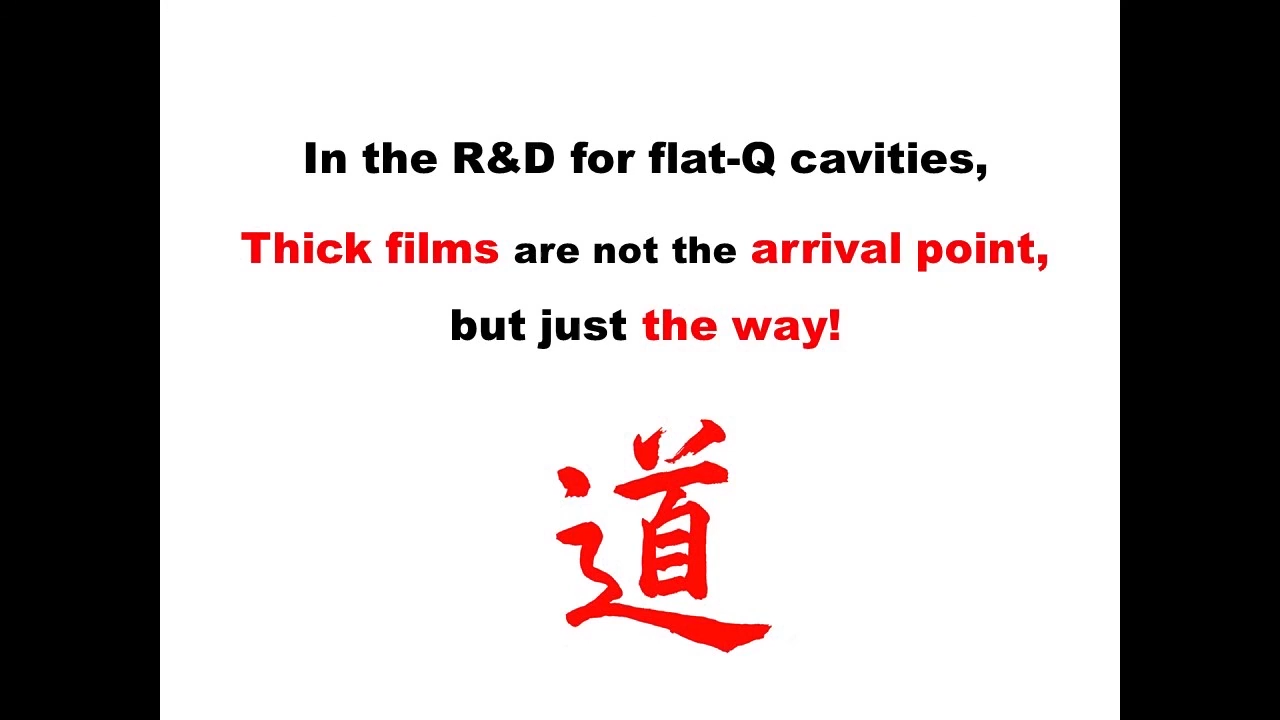 In the R&D for flat-Q cavities,
Thick films are not the arrival point,
but just the way!
道